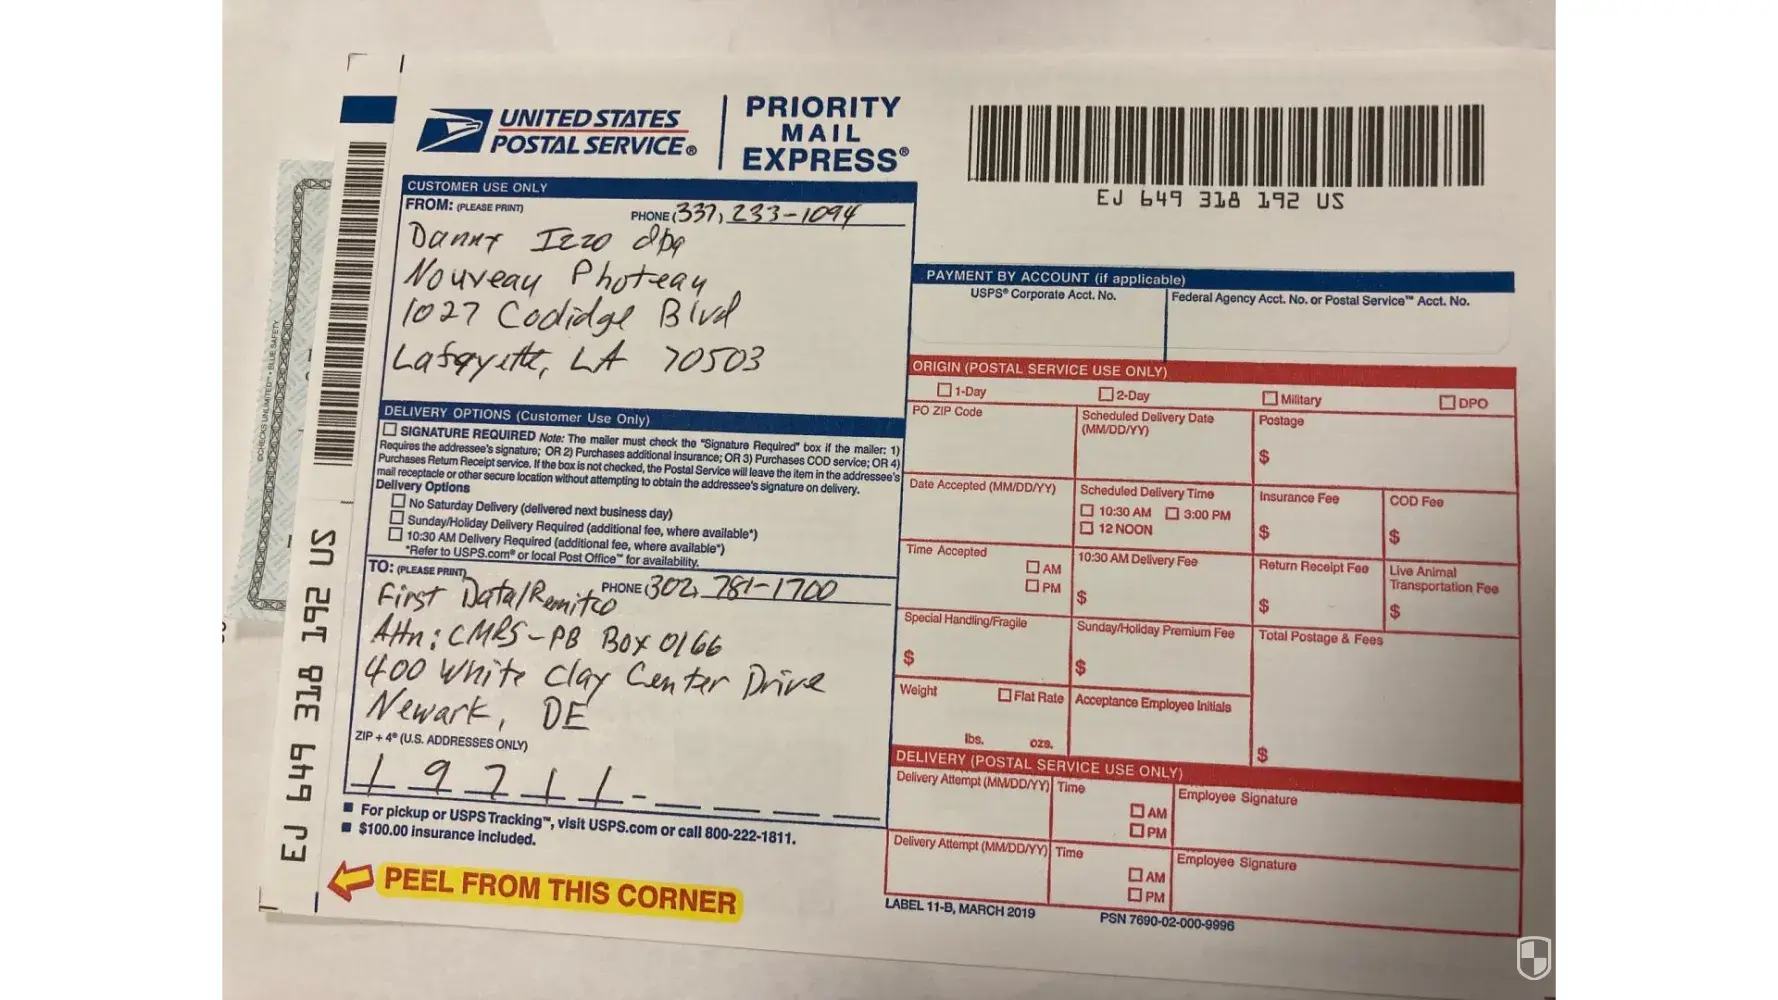 UNITED STATES
POSTAL SERVICE®
PRIORITY
MAIL
EXPRESS®
EJ 649 318 192 US
CUSTOMER USE ONLY
FROM: (PLEASE PRINT)
PHONE (337) 233-1094
Danny Izzo dba
Nouveau Photeau
1027 Coolidge Blvd
Lafayette, LA 70503
PAYMENT BY ACCOUNT (if applicable)
USPS® Corporate Acct. No.
Federal Agency Acct. No. or Postal Service™ Acct. No.
DELIVERY OPTIONS (Customer Use Only)
SIGNATURE REQUIRED Note: The mailer must check the "Signature Required" box if the mailer: 1)
Requires the addressee's signature; OR 2) Purchases additional insurance; OR 3) Purchases COD service; OR 4)
Purchases Return Receipt service. If the box is not checked, the Postal Service will leave the item in the addressee's
mail receptacle or other secure location without attempting to obtain the addressee's signature on delivery.
Delivery Options
No Saturday Delivery (delivered next business day)
Sunday/Holiday Delivery Required (additional fee, where available*)
10:30 AM Delivery Required (additional fee, where available*)
*Refer to USPS.com® or local Post Office™ for availability.
TO: (PLEASE PRINT)
PHONE (302) 781-1700
First Data/Remitco
Attn: CMRS-PB Box 0166
400 White Clay Center Drive
Newark, DE
ZIP + 4® (U.S. ADDRESSES ONLY)
1 9 7 1 1 -
For pickup or USPS Tracking™, visit USPS.com or call 800-222-1811.
$100.00 insurance included.
PEEL FROM THIS CORNER
ORIGIN (POSTAL SERVICE USE ONLY)
1-Day 2-Day Military DPO
PO ZIP Code
Scheduled Delivery Date
(MM/DD/YY)
Postage
$
Date Accepted (MM/DD/YY)
Scheduled Delivery Time
10:30 AM 3:00 PM
12 NOON
Insurance Fee
$
COD Fee
$
Time Accepted
AM
PM
10:30 AM Delivery Fee
$
Return Receipt Fee
$
Live Animal
Transportation Fee
$
Special Handling/Fragile
$
Sunday/Holiday Premium Fee
$
Total Postage & Fees
$
Weight
Flat Rate
lbs. ozs.
Acceptance Employee Initials
DELIVERY (POSTAL SERVICE USE ONLY)
Delivery Attempt (MM/DD/YY)
Time
AM
PM
Employee Signature
Delivery Attempt (MM/DD/YY)
Time
AM
PM
Employee Signature
LABEL 11-B, MARCH 2019
PSN 7690-02-000-9996
EJ 649 318 192 US
©CHECKS UNLIMITED™ • BLUE SAFETY